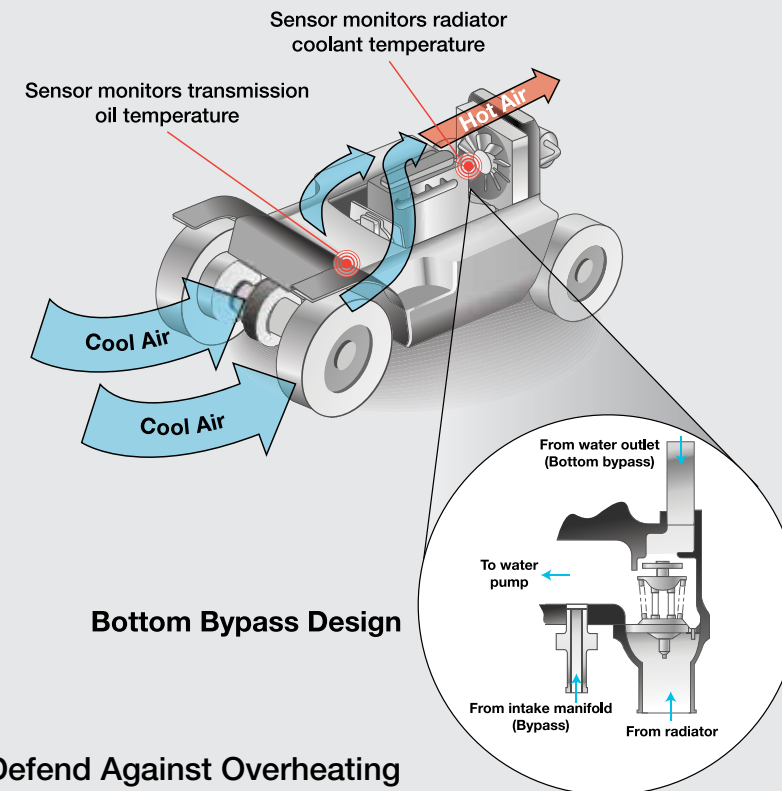 Sensor monitors radiator
coolant temperature
Sensor monitors transmission
oil temperature
Hot Air
Cool Air
Cool Air
From water outlet
(Bottom bypass)
To water
pump
Bottom Bypass Design
From intake manifold
(Bypass)
From radiator
Defend Against Overheating